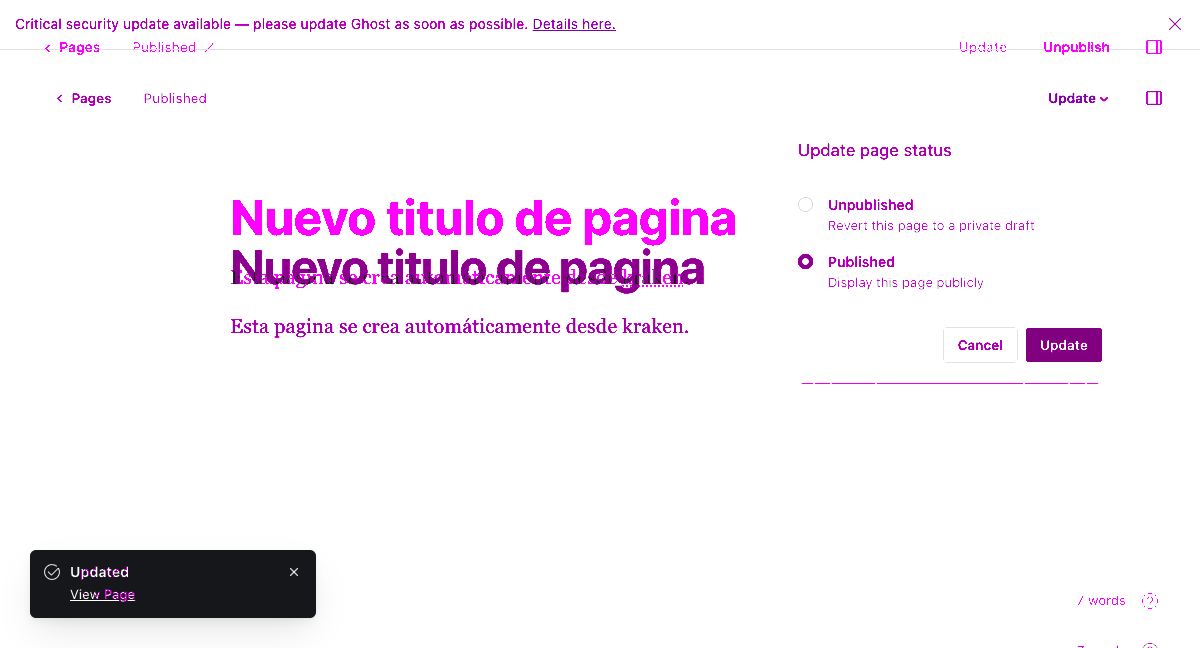 Critical security update available — please update Ghost as soon as possible. Details here.
Pages Published Update Unpublish
Pages Published Update
Update page status
Nuevo titulo de pagina
Unpublished
Revert this page to a private draft
Nuevo titulo de pagina
Esta pagina se crea automáticamente desde kraken.
Published
Display this page publicly
Esta pagina se crea automáticamente desde kraken.
Cancel Update
Updated
View Page
7 words